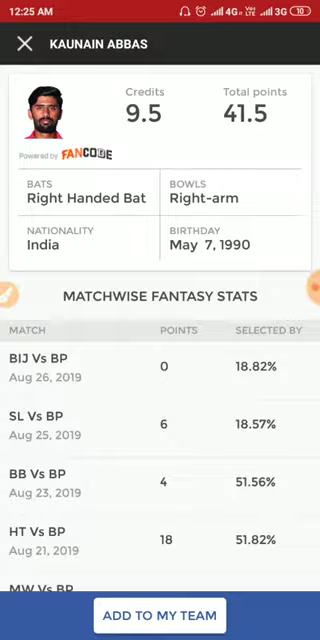 12:25 AM 4G VoLTE 3G 10
KAUNAIN ABBAS
Credits Total points
9.5 41.5
Powered by FANCODE
BATS BOWLS
Right Handed Bat Right-arm
NATIONALITY BIRTHDAY
India May 7, 1990
MATCHWISE FANTASY STATS
MATCH POINTS SELECTED BY
BIJ Vs BP 0 18.82%
Aug 26, 2019
SL Vs BP 6 18.57%
Aug 25, 2019
BB Vs BP 4 51.56%
Aug 23, 2019
HT Vs BP 18 51.82%
Aug 21, 2019
MW Vs BP
ADD TO MY TEAM